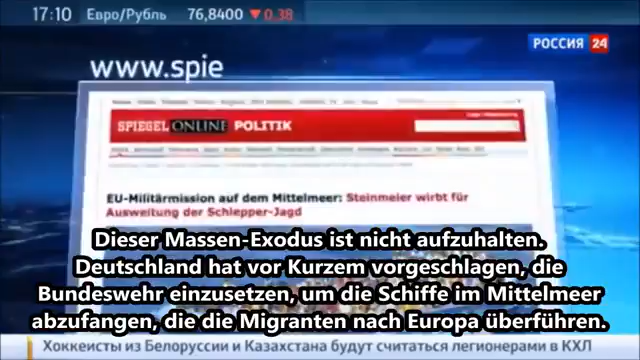 17:10 Евро/Рубль 76,8400 ▼0.38
РОССИЯ 24
www.spie
SPIEGEL ONLINE POLITIK
EU-Militärmission auf dem Mittelmeer: Steinmeier wirbt für
Ausweitung der Schlepper-Jagd
Dieser Massen-Exodus ist nicht aufzuhalten.
Deutschland hat vor Kurzem vorgeschlagen, die
Bundeswehr einzusetzen, um die Schiffe im Mittelmeer
abzufangen, die die Migranten nach Europa überführen.
Хоккеисты из Белоруссии и Казахстана будут считаться легионерами в КХЛ